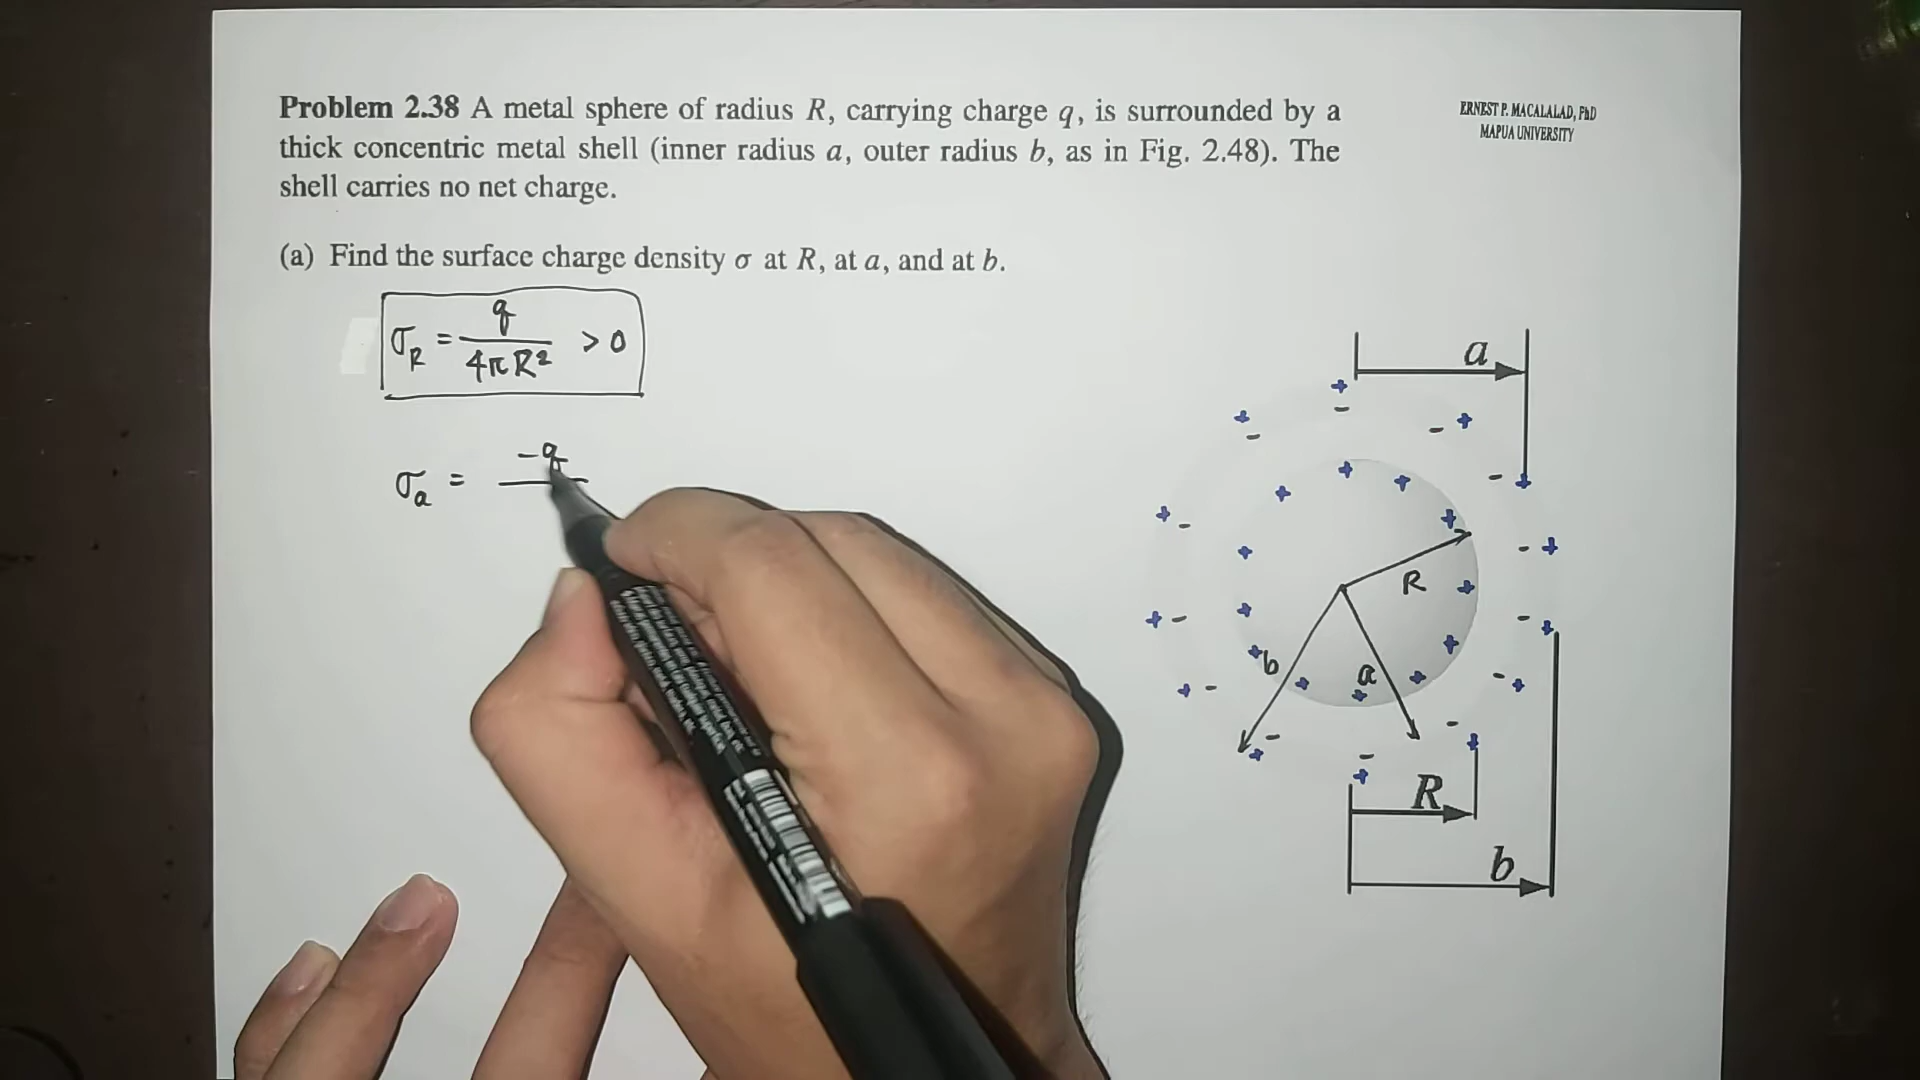 Problem 2.38 A metal sphere of radius R, carrying charge q, is surrounded by a
thick concentric metal shell (inner radius a, outer radius b, as in Fig. 2.48). The
shell carries no net charge.
ERNEST P. MACALALAD, PhD
MAPUA UNIVERSITY
(a) Find the surface charge density σ at R, at a, and at b.
σ_R = q / 4πR² > 0
σ_a = -q
a
R
b
a
R
b